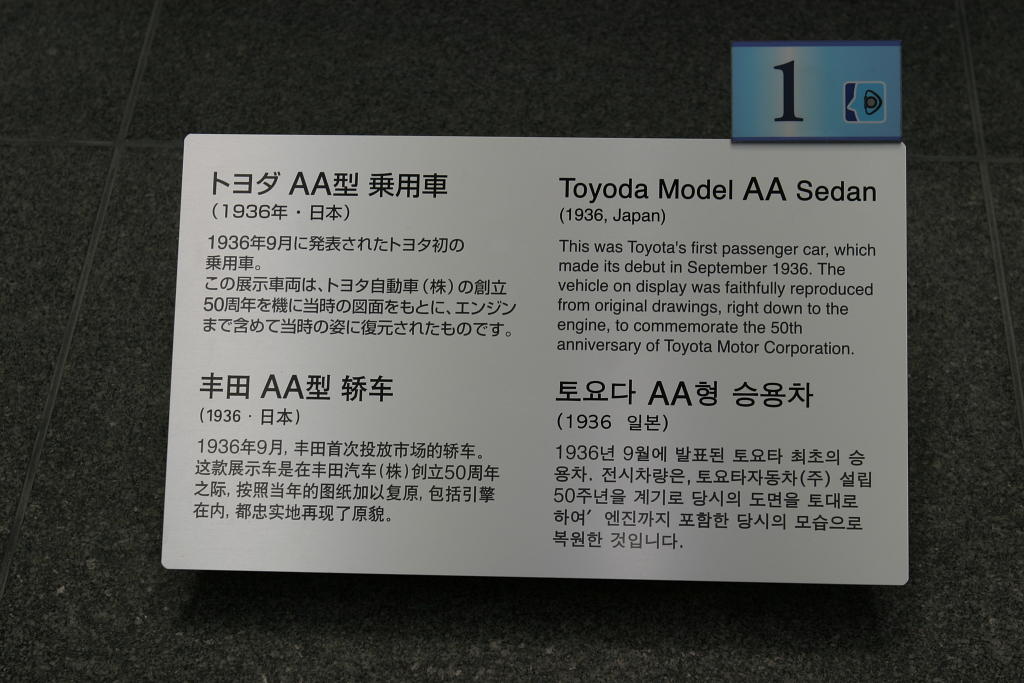 1
トヨダ AA型 乗用車
（1936年・日本）
1936年9月に発表されたトヨタ初の
乗用車。
この展示車両は、トヨタ自動車（株）の創立
50周年を機に当時の図面をもとに、エンジン
まで含めて当時の姿に復元されたものです。
Toyoda Model AA Sedan
(1936, Japan)
This was Toyota's first passenger car, which
made its debut in September 1936. The
vehicle on display was faithfully reproduced
from original drawings, right down to the
engine, to commemorate the 50th
anniversary of Toyota Motor Corporation.
丰田 AA型 轿车
(1936 · 日本)
1936年9月, 丰田首次投放市场的轿车。
这款展示车是在丰田汽车(株)创立50周年
之际, 按照当年的图纸加以复原, 包括引擎
在内, 都忠实地再现了原貌。
토요다 AA형 승용차
(1936 일본)
1936년 9월에 발표된 토요타 최초의 승
용차. 전시차량은, 토요타자동차(주) 설립
50주년을 계기로 당시의 도면을 토대로
하여′ 엔진까지 포함한 당시의 모습으로
복원한 것입니다.